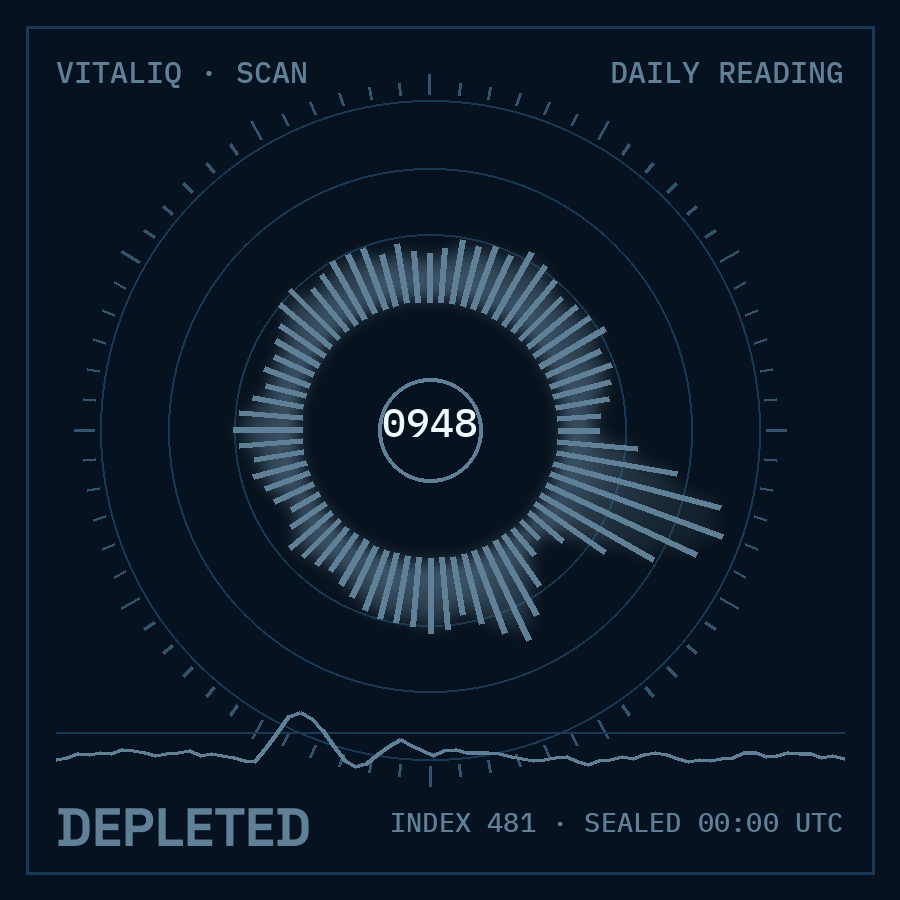 VITALIQ · SCAN
DAILY READING
0948
DEPLETED
INDEX 481 · SEALED 00:00 UTC